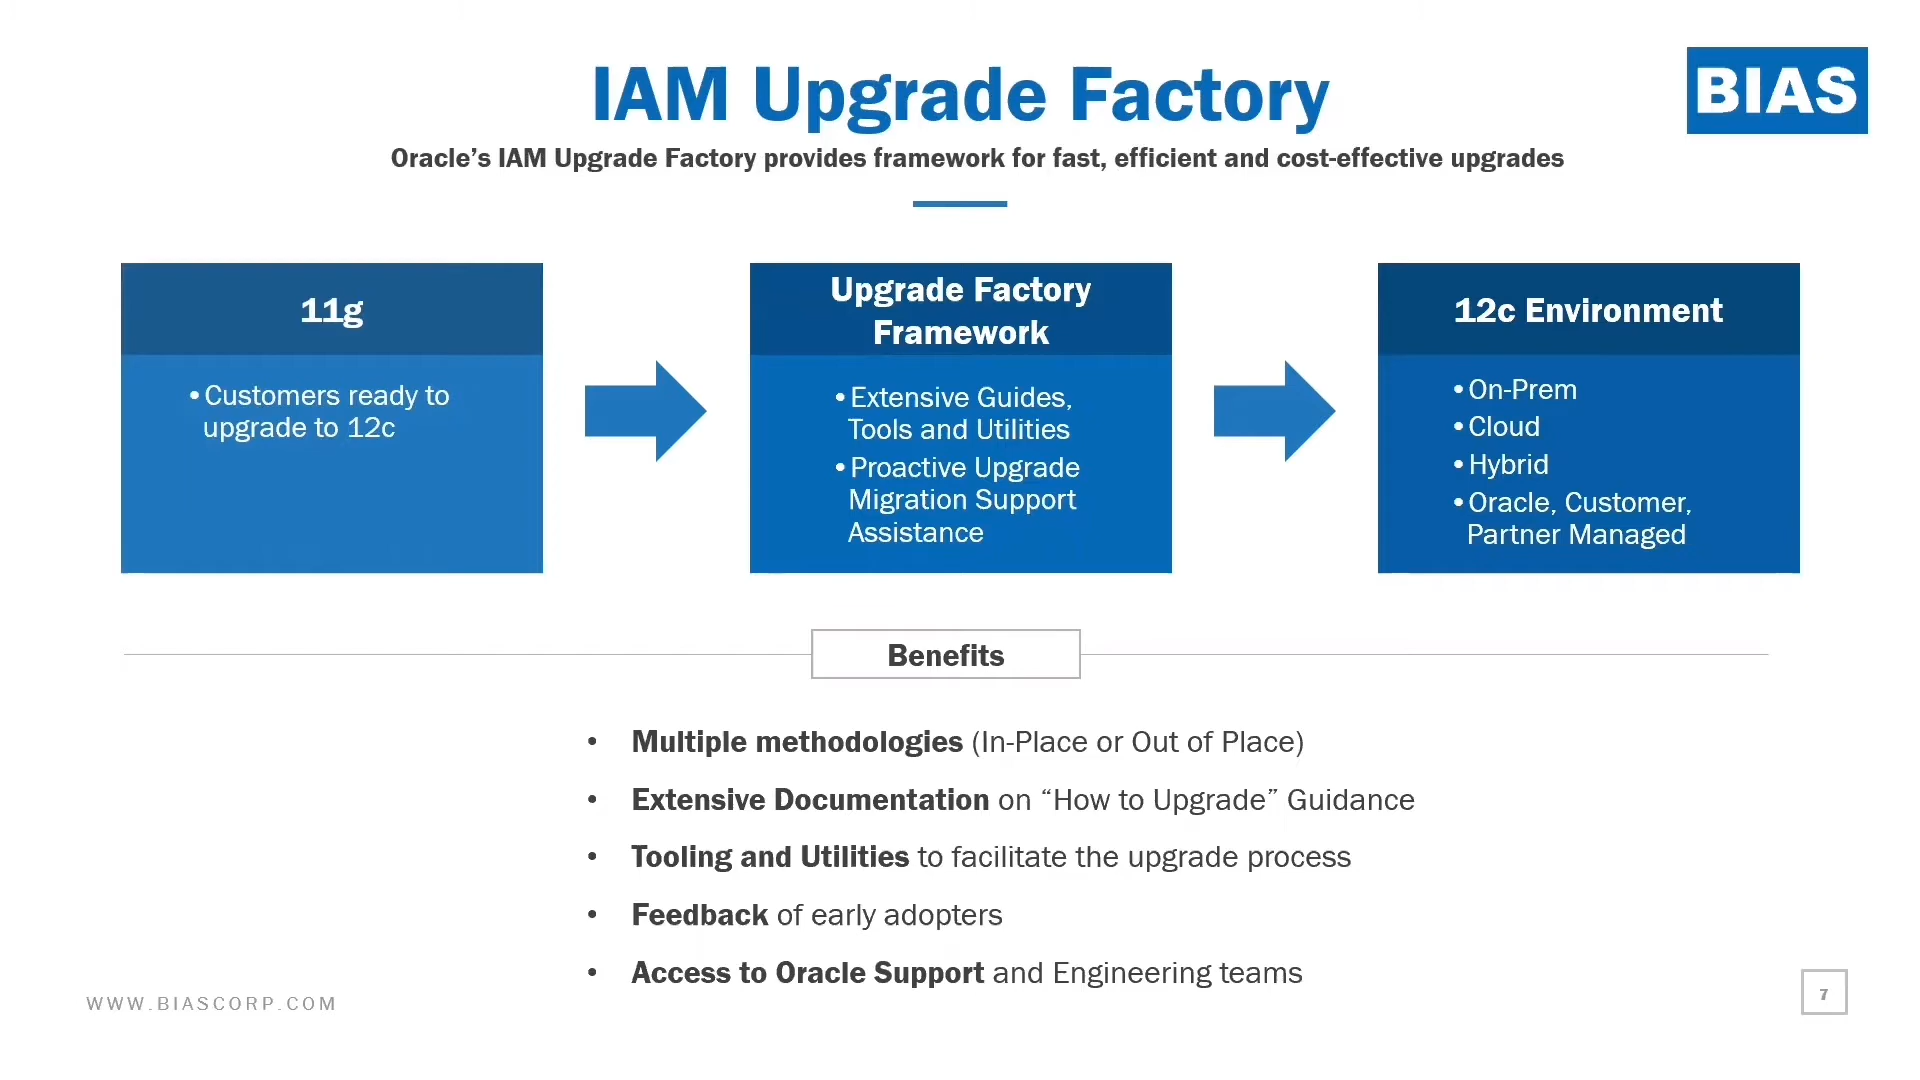 IAM Upgrade Factory
BIAS
Oracle’s IAM Upgrade Factory provides framework for fast, efficient and cost-effective upgrades
11g
•Customers ready to
upgrade to 12c
Upgrade Factory
Framework
•Extensive Guides,
Tools and Utilities
•Proactive Upgrade
Migration Support
Assistance
12c Environment
•On-Prem
•Cloud
•Hybrid
•Oracle, Customer,
Partner Managed
Benefits
• Multiple methodologies (In-Place or Out of Place)
• Extensive Documentation on “How to Upgrade” Guidance
• Tooling and Utilities to facilitate the upgrade process
• Feedback of early adopters
• Access to Oracle Support and Engineering teams
WWW.BIASCORP.COM
7